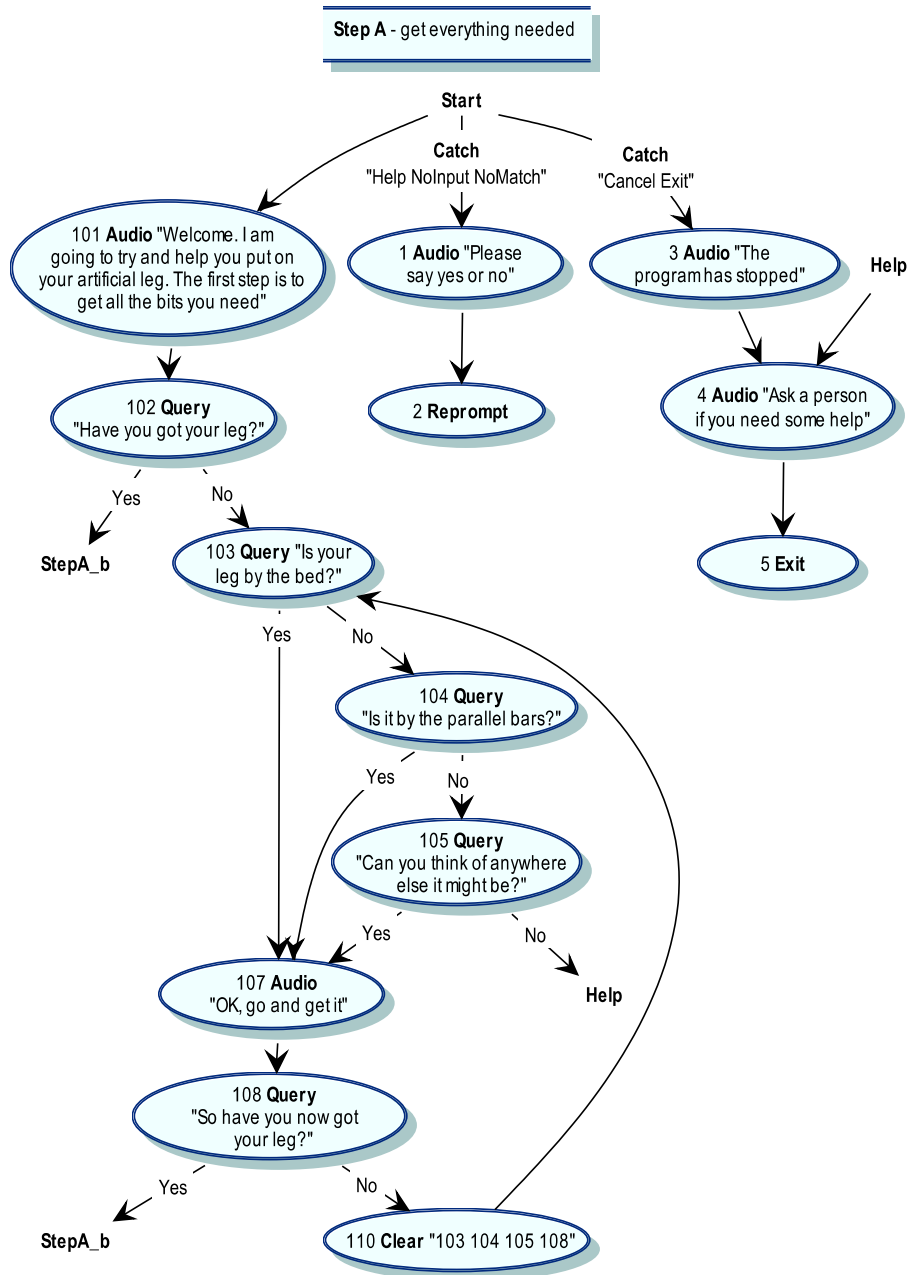 Step A - get everything needed
Start
Catch
"Help NoInput NoMatch"
Catch
"Cancel Exit"
101 Audio "Welcome. I am
going to try and help you put on
your artificial leg. The first step is to
get all the bits you need"
1 Audio "Please
say yes or no"
3 Audio "The
program has stopped"
Help
102 Query
"Have you got your leg?"
2 Reprompt
4 Audio "Ask a person
if you need some help"
Yes
No
StepA_b
103 Query "Is your
leg by the bed?"
5 Exit
Yes
No
104 Query
"Is it by the parallel bars?"
Yes
No
105 Query
"Can you think of anywhere
else it might be?"
Yes
No
107 Audio
"OK, go and get it"
Help
108 Query
"So have you now got
your leg?"
Yes
No
StepA_b
110 Clear "103 104 105 108"